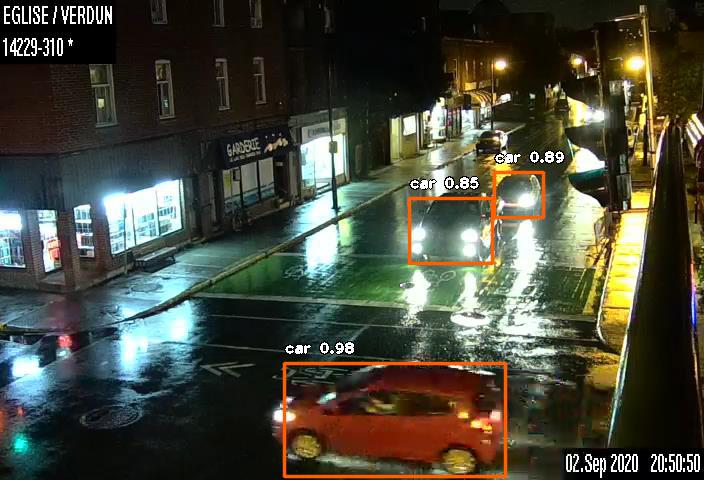 EGLISE / VERDUN
14229-310 *
GARDERIE
car 0.89
car 0.85
car 0.98
02.Sep 2020 20:50:50